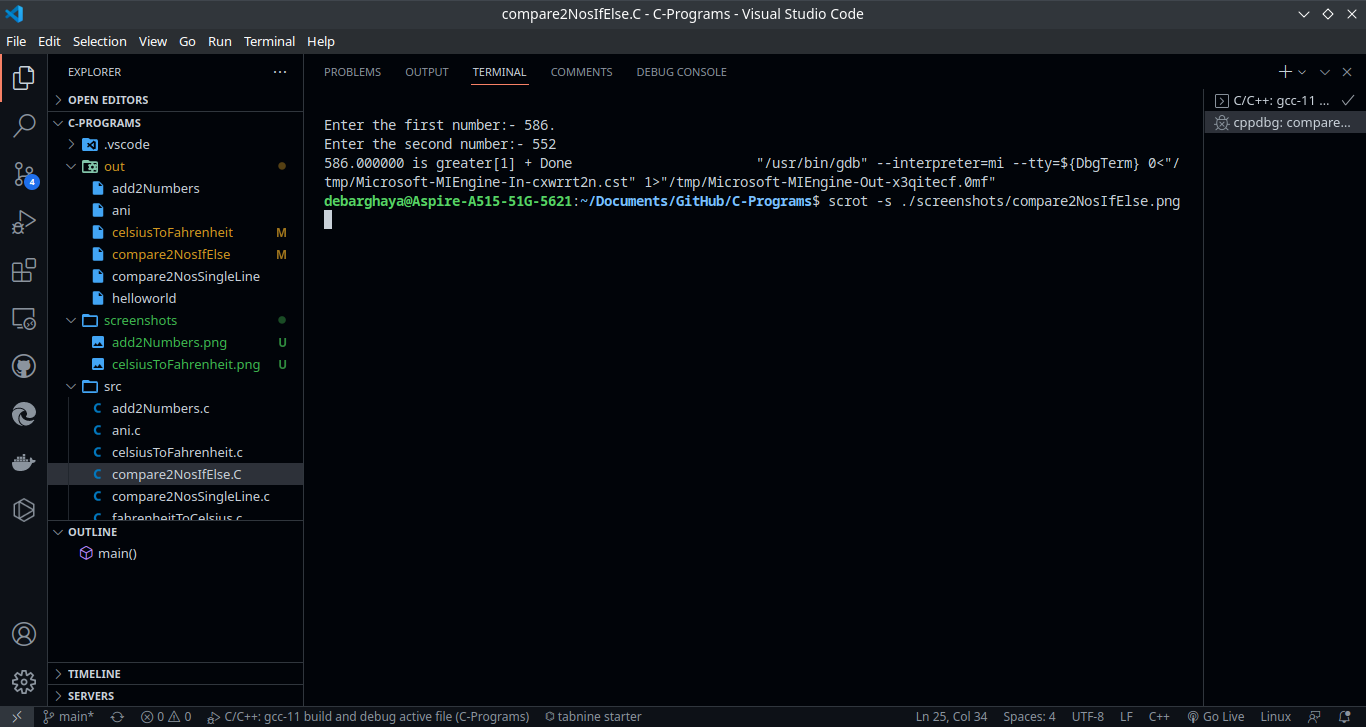 compare2NosIfElse.C - C-Programs - Visual Studio Code
File Edit Selection View Go Run Terminal Help
EXPLORER
OPEN EDITORS
C-PROGRAMS
.vscode
out
add2Numbers
ani
celsiusToFahrenheit M
compare2NosIfElse M
compare2NosSingleLine
helloworld
screenshots
add2Numbers.png U
celsiusToFahrenheit.png U
src
C add2Numbers.c
C ani.c
C celsiusToFahrenheit.c
C compare2NosIfElse.C
C compare2NosSingleLine.c
C fahrenheitToCelsius.c
OUTLINE
main()
TIMELINE
SERVERS
4
PROBLEMS OUTPUT TERMINAL COMMENTS DEBUG CONSOLE
Enter the first number:- 586.
Enter the second number:- 552
586.000000 is greater[1] + Done "/usr/bin/gdb" --interpreter=mi --tty=${DbgTerm} 0<"/
tmp/Microsoft-MIEngine-In-cxwrrt2n.cst" 1>"/tmp/Microsoft-MIEngine-Out-x3qitecf.0mf"
debarghaya@Aspire-A515-51G-5621:~/Documents/GitHub/C-Programs$ scrot -s ./screenshots/compare2NosIfElse.png
C/C++: gcc-11 ...
cppdbg: compare...
main* 0 0 C/C++: gcc-11 build and debug active file (C-Programs) tabnine starter Ln 25, Col 34 Spaces: 4 UTF-8 LF C++ Go Live Linux